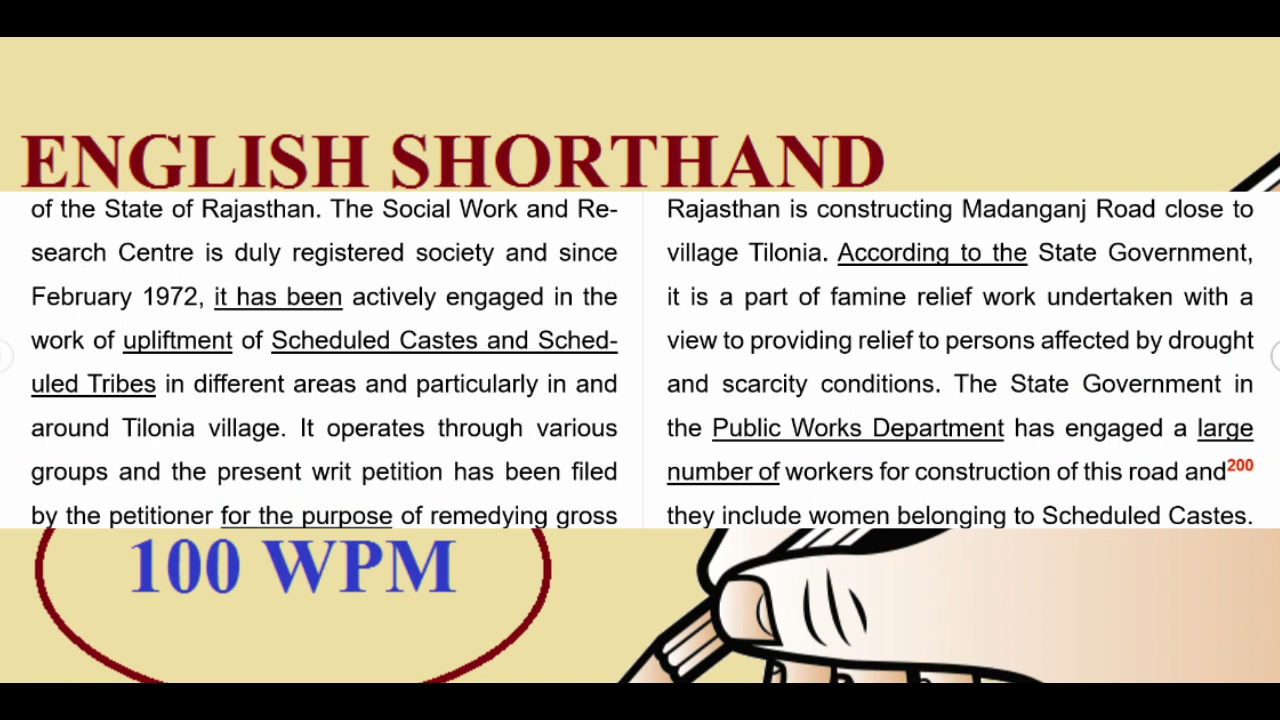 ENGLISH SHORTHAND
of the State of Rajasthan. The Social Work and Re-
search Centre is duly registered society and since
February 1972, it has been actively engaged in the
work of upliftment of Scheduled Castes and Sched-
uled Tribes in different areas and particularly in and
around Tilonia village. It operates through various
groups and the present writ petition has been filed
by the petitioner for the purpose of remedying gross
Rajasthan is constructing Madanganj Road close to
village Tilonia. According to the State Government,
it is a part of famine relief work undertaken with a
view to providing relief to persons affected by drought
and scarcity conditions. The State Government in
the Public Works Department has engaged a large
number of workers for construction of this road and200
they include women belonging to Scheduled Castes.
100 WPM